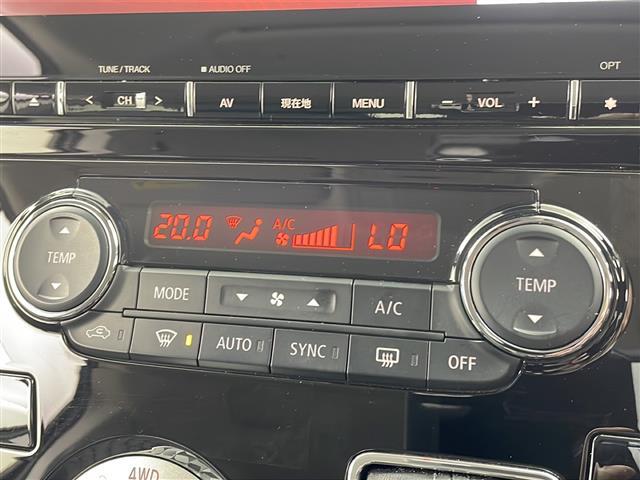 TUNE / TRACK
AUDIO OFF
OPT
CH
AV
現在地
MENU
- VOL +
20.0
A/C
LO
TEMP
TEMP
MODE
A/C
AUTO
SYNC
OFF
4WD